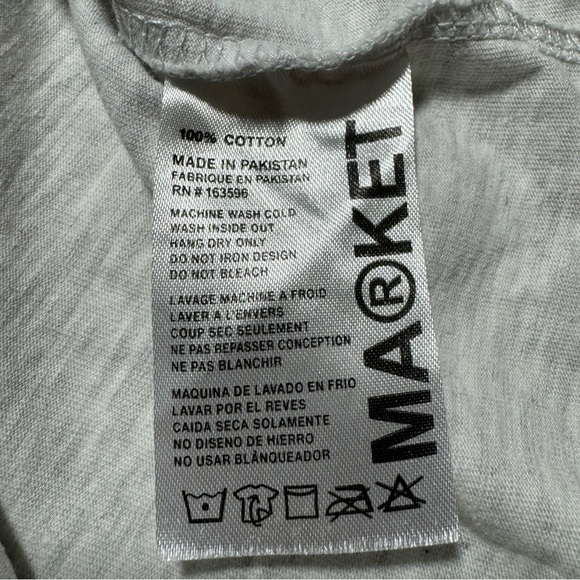 100% COTTON
MADE IN PAKISTAN
FABRIQUE EN PAKISTAN
RN # 163596
MACHINE WASH COLD
WASH INSIDE OUT
HANG DRY ONLY
DO NOT IRON DESIGN
DO NOT BLEACH
LAVAGE MACHINE A FROID
LAVER A L'ENVERS
COUP SEC SEULEMENT
NE PAS REPASSER CONCEPTION
NE PAS BLANCHIR
MAQUINA DE LAVADO EN FRIO
LAVAR POR EL REVES
CAIDA SECA SOLAMENTE
NO DISENO DE HIERRO
NO USAR BLANQUEADOR
MA®KET